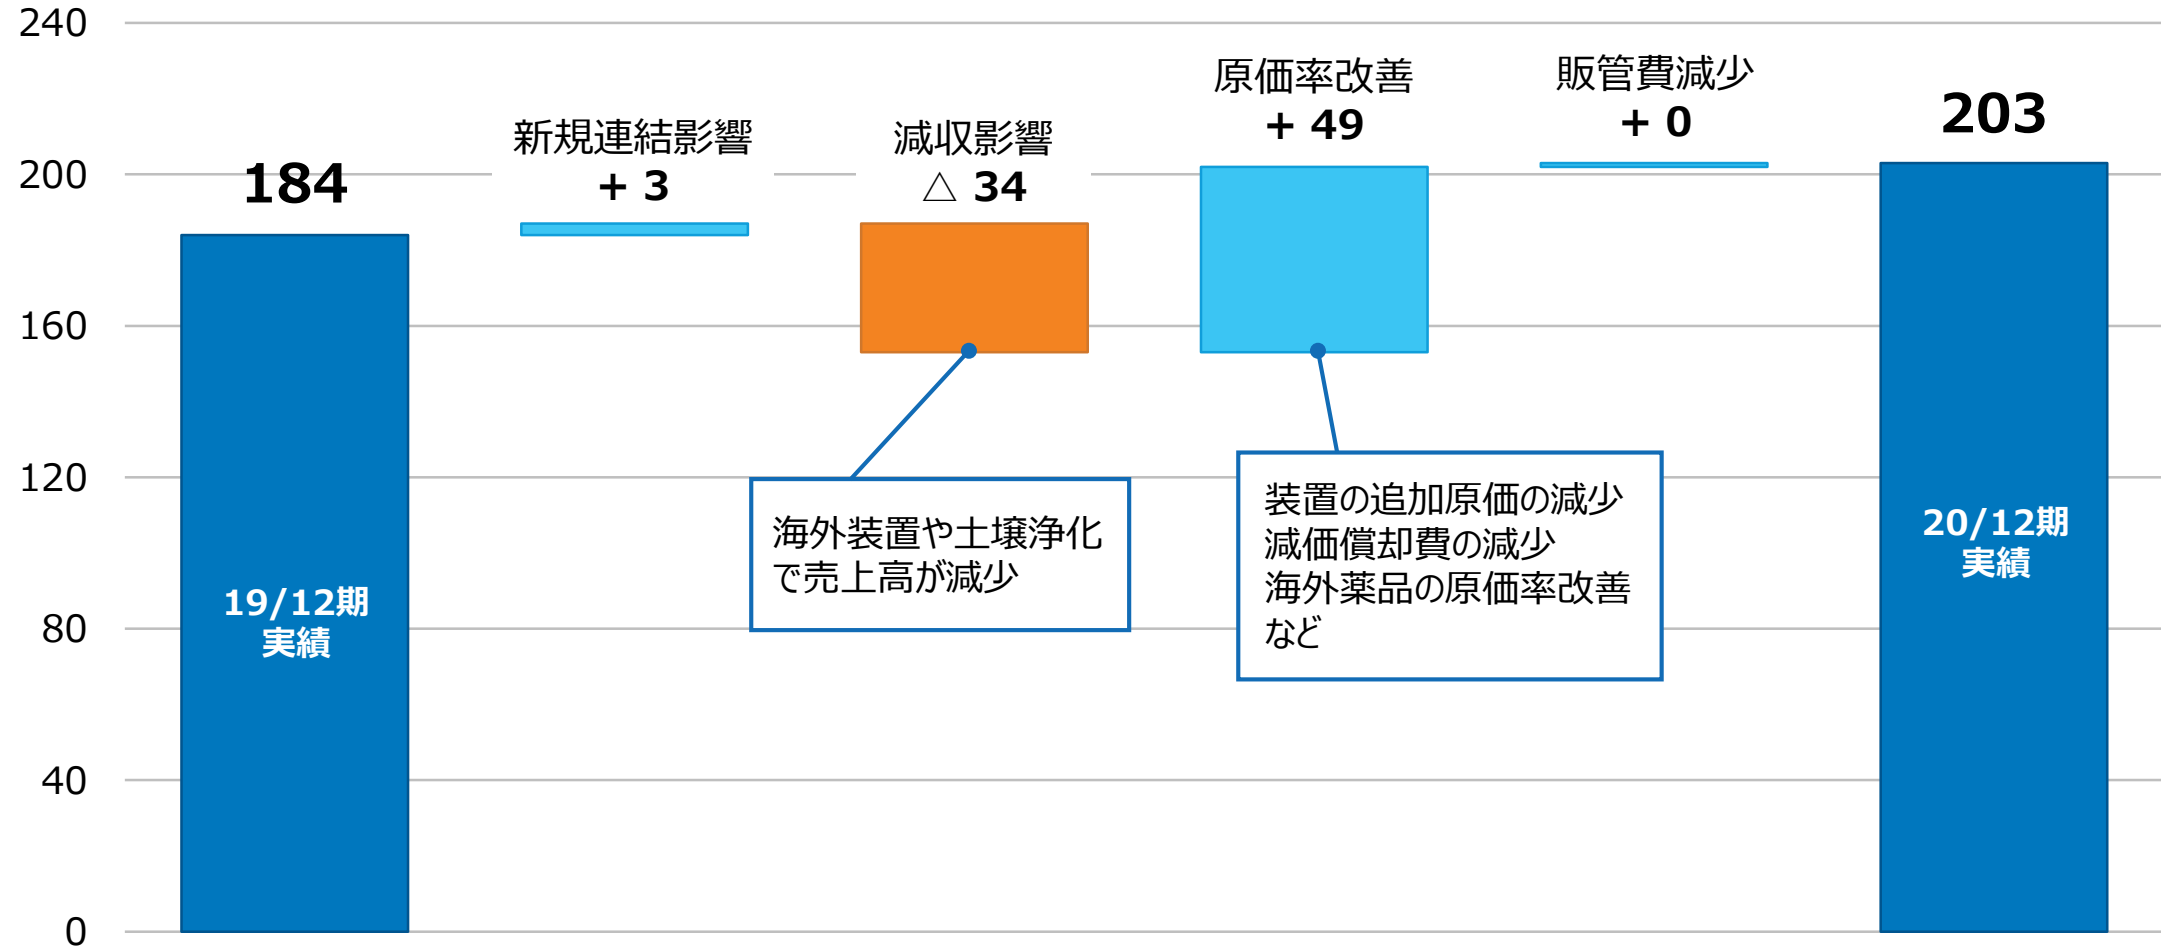 240
200
160
120
80
40
0
184
19/12期
実績
新規連結影響
+ 3
減収影響
△ 34
海外装置や土壌浄化
で売上高が減少
原価率改善
+ 49
装置の追加原価の減少
減価償却費の減少
海外薬品の原価率改善
など
販管費減少
+ 0
203
20/12期
実績